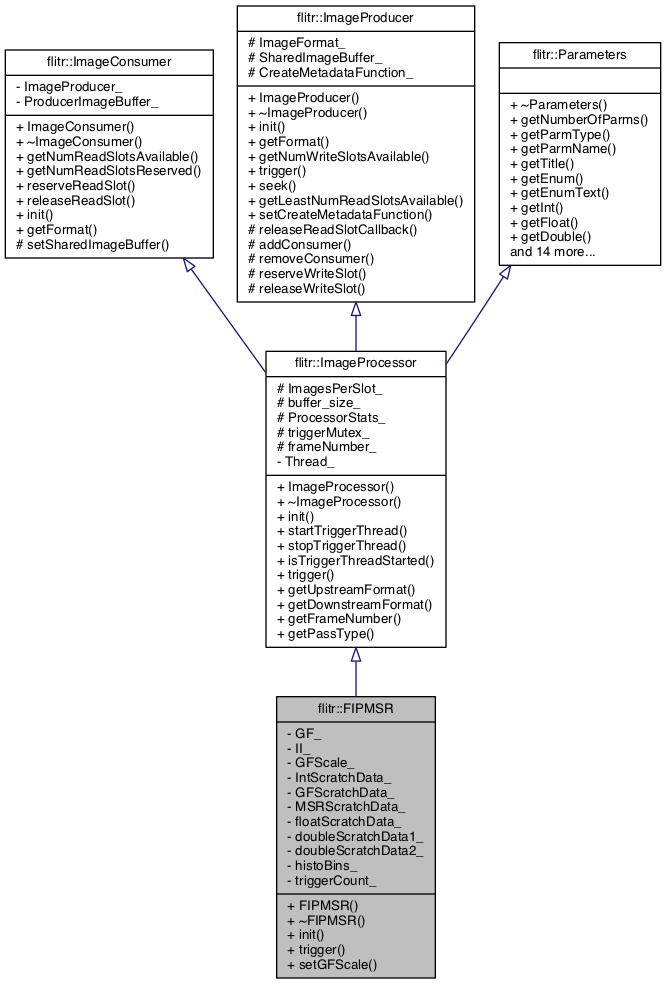 flitr::ImageConsumer
- ImageProducer_
- ProducerImageBuffer_
+ ImageConsumer()
+ ~ImageConsumer()
+ getNumReadSlotsAvailable()
+ getNumReadSlotsReserved()
+ reserveReadSlot()
+ releaseReadSlot()
+ init()
+ getFormat()
# setSharedImageBuffer()
flitr::ImageProducer
# ImageFormat_
# SharedImageBuffer_
# CreateMetadataFunction_
+ ImageProducer()
+ ~ImageProducer()
+ init()
+ getFormat()
+ getNumWriteSlotsAvailable()
+ trigger()
+ seek()
+ getLeastNumReadSlotsAvailable()
+ setCreateMetadataFunction()
# releaseReadSlotCallback()
# addConsumer()
# removeConsumer()
# reserveWriteSlot()
# releaseWriteSlot()
flitr::Parameters
+ ~Parameters()
+ getNumberOfParms()
+ getParmType()
+ getParmName()
+ getTitle()
+ getEnum()
+ getEnumText()
+ getInt()
+ getFloat()
+ getDouble()
and 14 more...
flitr::ImageProcessor
# ImagesPerSlot_
# buffer_size_
# ProcessorStats_
# triggerMutex_
# frameNumber_
- Thread_
+ ImageProcessor()
+ ~ImageProcessor()
+ init()
+ startTriggerThread()
+ stopTriggerThread()
+ isTriggerThreadStarted()
+ trigger()
+ getUpstreamFormat()
+ getDownstreamFormat()
+ getFrameNumber()
+ getPassType()
flitr::FIPMSR
- GF_
- II_
- GFScale_
- IntScratchData_
- GFScratchData_
- MSRScratchData_
- floatScratchData_
- doubleScratchData1_
- doubleScratchData2_
- histoBins_
- triggerCount_
+ FIPMSR()
+ ~FIPMSR()
+ init()
+ trigger()
+ setGFScale()